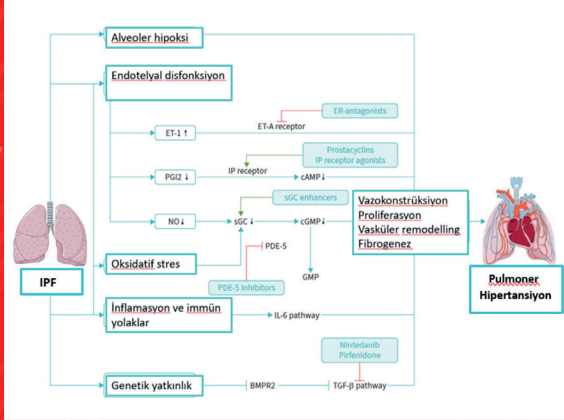 Alveoler hipoksi
Endotelyal disfonksiyon
ER-antagonists
ET-1 ↑
ET-A receptor
Prostacyclins
IP receptor agonists
IP receptor
PGI2 ↓
cAMP↓
sGC enhancers
NO↓
sGC↓
cGMP↓
Vazokonstrüksiyon
Proliferasyon
Vasküler remodelling
Fibrogenez
PDE-5
Oksidatif stres
GMP
PDE-5 Inhibitors
IPF
Pulmoner
Hipertansiyon
İnflamasyon ve immün
yolaklar
IL-6 pathway
Nintedanib
Pirfenidone
Genetik yatkınlık
BMPR2
TGF-β pathway